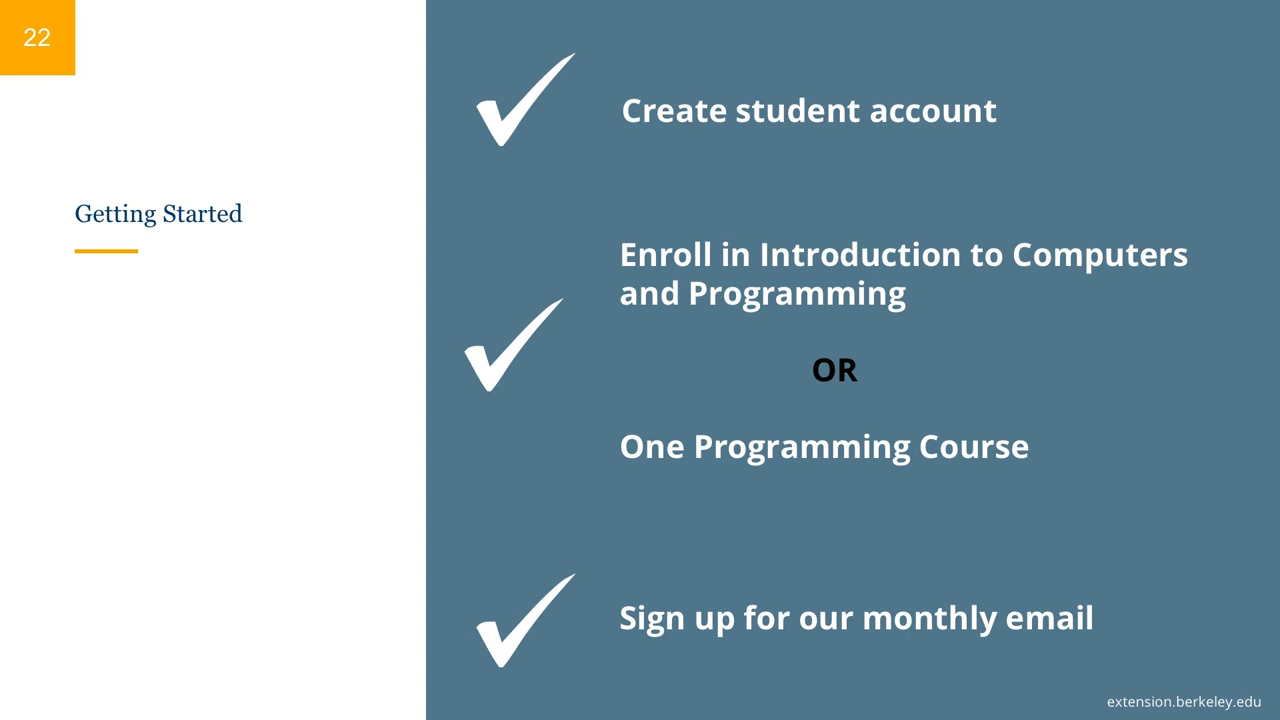 22
Getting Started
Create student account
Enroll in Introduction to Computers
and Programming
OR
One Programming Course
Sign up for our monthly email
extension.berkeley.edu